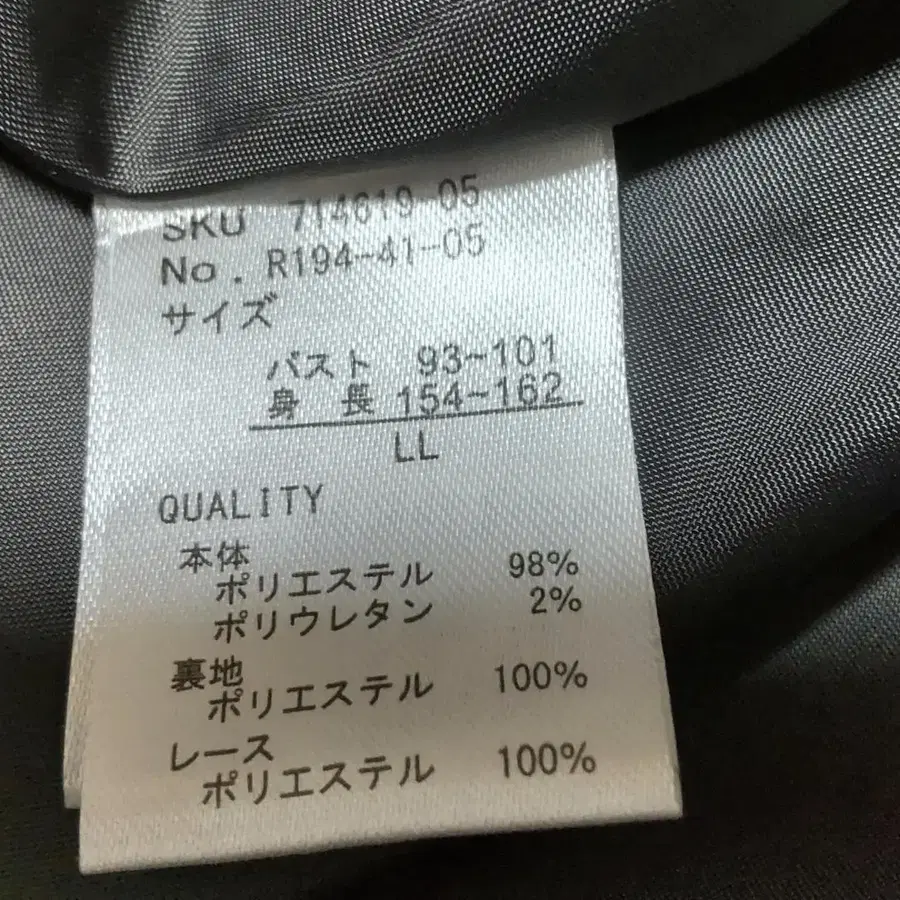 SKU 714619-05
No. R194-41-05
サイズ
バスト 93~101
身 長 154~162
LL
QUALITY
本体
ポリエステル 98%
ポリウレタン 2%
裏地
ポリエステル 100%
レース
ポリエステル 100%